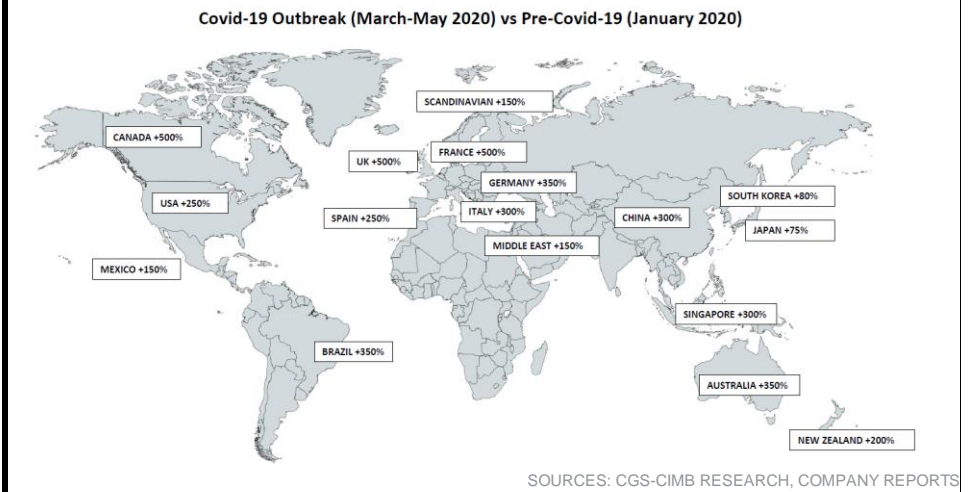 Covid-19 Outbreak (March-May 2020) vs Pre-Covid-19 (January 2020)
SCANDINAVIAN +150%
CANADA +500%
FRANCE +500%
UK +500%
GERMANY +350%
SOUTH KOREA +80%
USA +250%
ITALY +300%
SPAIN +250%
CHINA +300%
JAPAN +75%
MIDDLE EAST +150%
MEXICO +150%
SINGAPORE +300%
BRAZIL +350%
AUSTRALIA +350%
NEW ZEALAND +200%
SOURCES: CGS-CIMB RESEARCH, COMPANY REPORTS